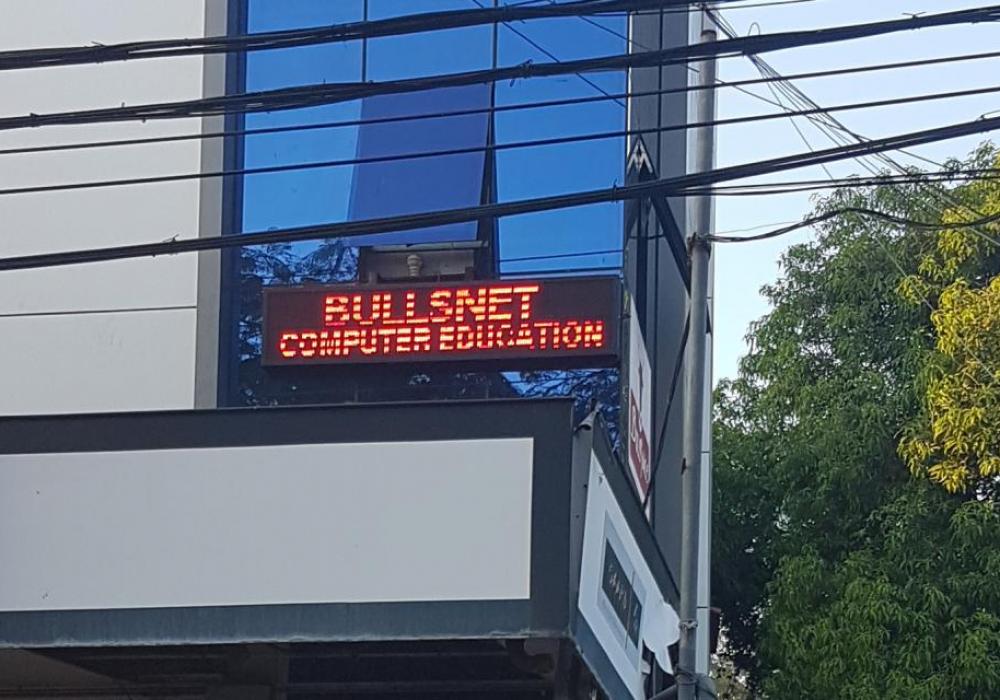 BULLSNET
COMPUTER EDUCATION